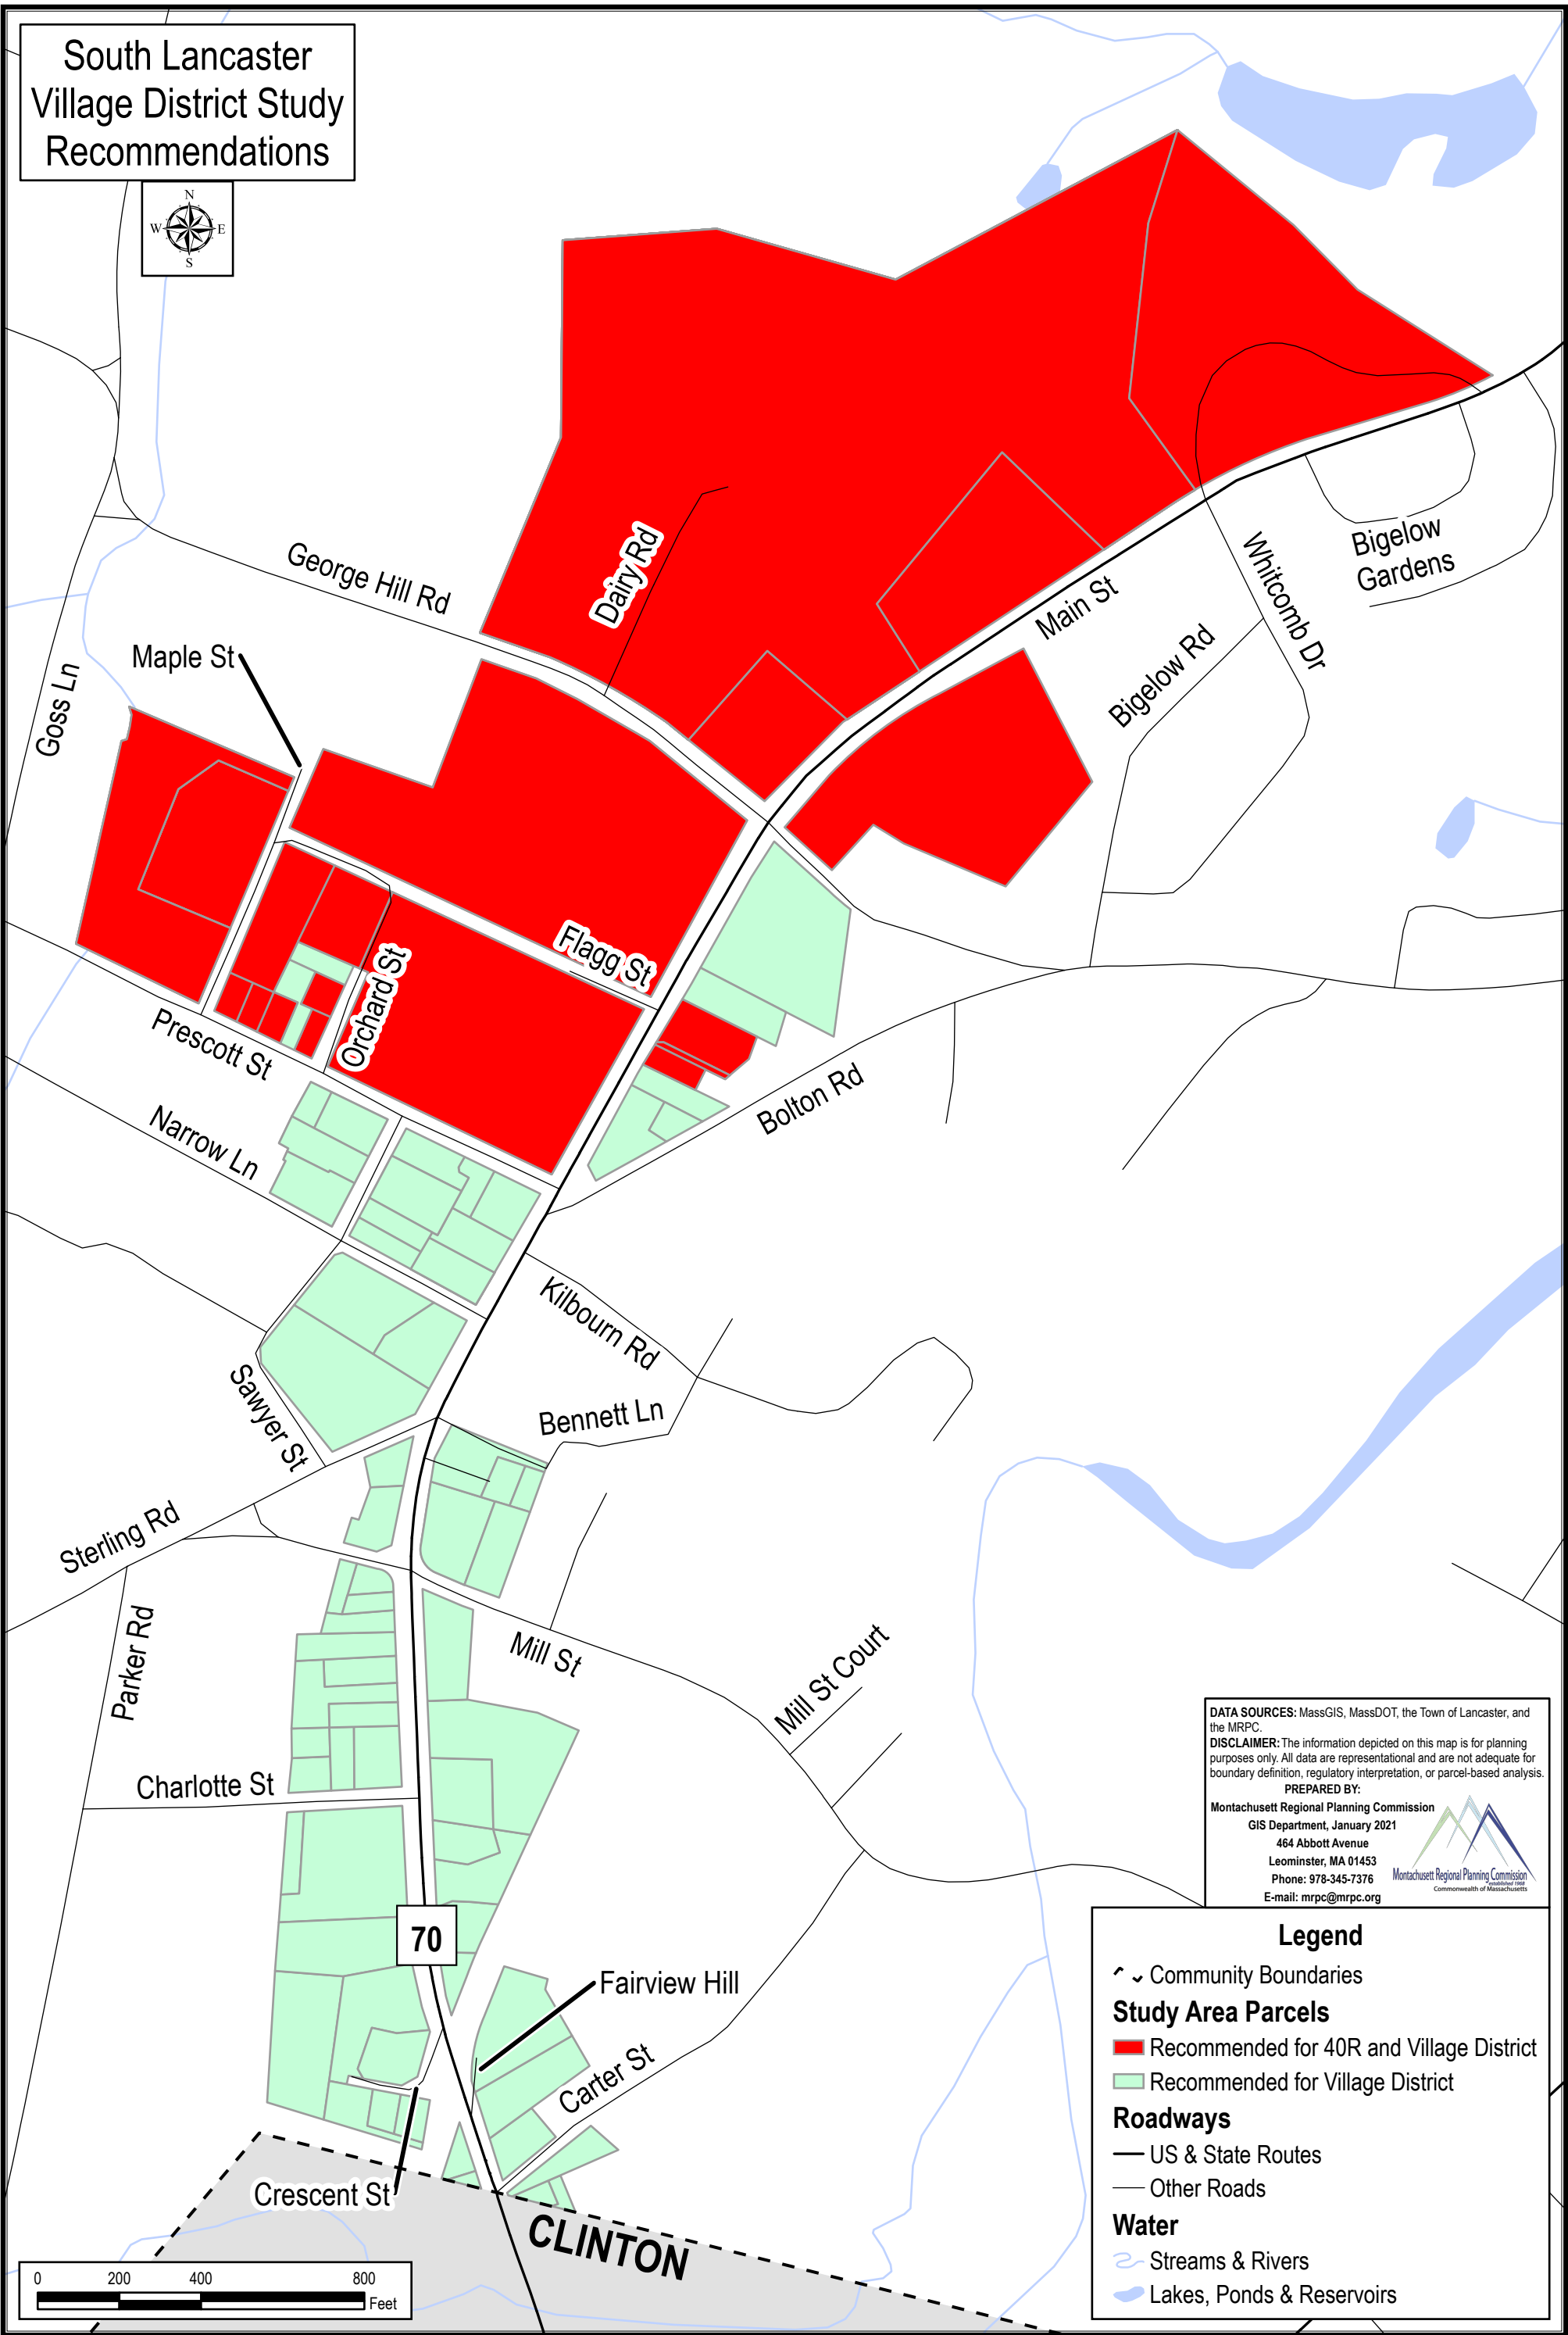 South Lancaster
Village District Study
Recommendations
N
W E
S
George Hill Rd
Dairy Rd
Main St
Whitcomb Dr
Bigelow
Gardens
Bigelow Rd
Maple St
Goss Ln
Flagg St
Orchard St
Prescott St
Narrow Ln
Bolton Rd
Kilbourn Rd
Bennett Ln
Sawyer St
Sterling Rd
Parker Rd
Mill St
Mill St Court
Charlotte St
70
Fairview Hill
Carter St
Crescent St
CLINTON
0 200 400 800
Feet
DATA SOURCES: MassGIS, MassDOT, the Town of Lancaster, and
the MRPC.
DISCLAIMER: The information depicted on this map is for planning
purposes only. All data are representational and are not adequate for
boundary definition, regulatory interpretation, or parcel-based analysis.
PREPARED BY:
Montachusett Regional Planning Commission
GIS Department, January 2021
464 Abbott Avenue
Leominster, MA 01453
Phone: 978-345-7376
E-mail: mrpc@mrpc.org
Montachusett Regional Planning Commission
established 1968
Commonwealth of Massachusetts
Legend
Community Boundaries
Study Area Parcels
Recommended for 40R and Village District
Recommended for Village District
Roadways
US & State Routes
Other Roads
Water
Streams & Rivers
Lakes, Ponds & Reservoirs